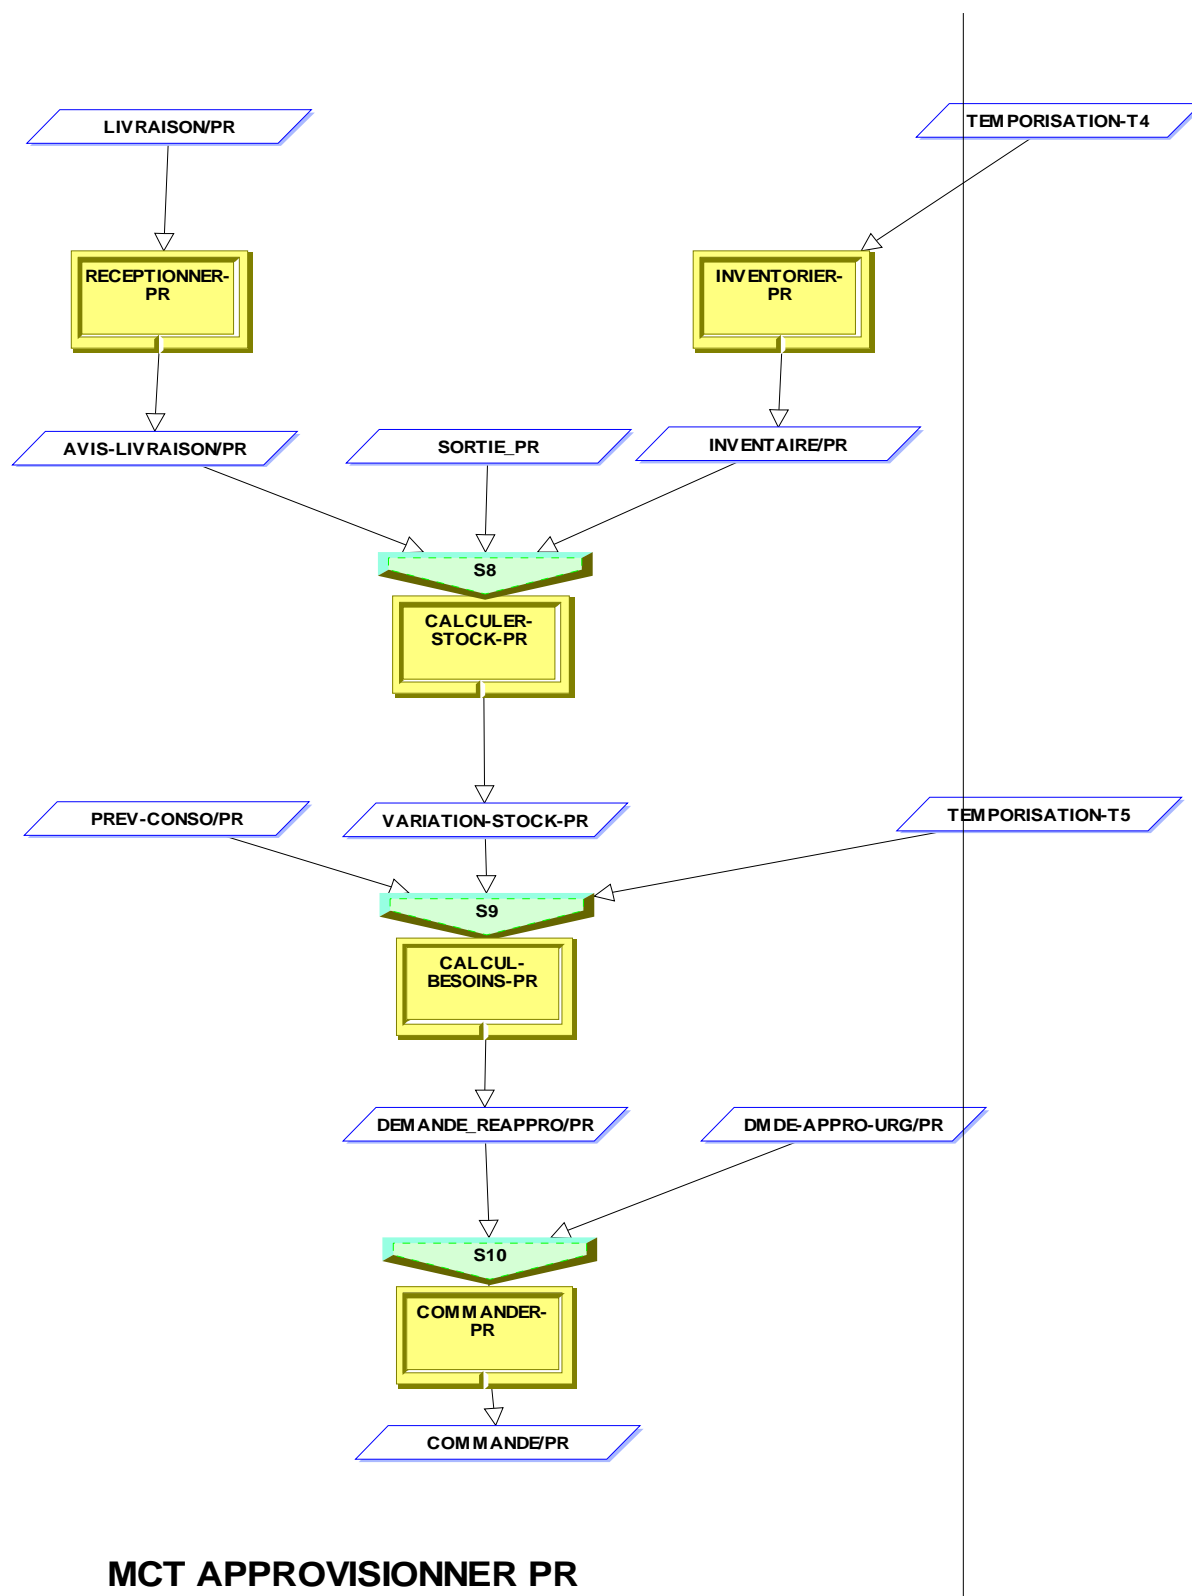 LIVRAISON/PR
TEMPORISATION-T4
RECEPTIONNER-
PR
INVENTORIER-
PR
AVIS-LIVRAISON/PR
SORTIE_PR
INVENTAIRE/PR
S8
CALCULER-
STOCK-PR
PREV-CONSO/PR
VARIATION-STOCK-PR
TEMPORISATION-T5
S9
CALCUL-
BESOINS-PR
DEMANDE_REAPPRO/PR
DMDE-APPRO-URG/PR
S10
COMMANDER-
PR
COMMANDE/PR
MCT APPROVISIONNER PR